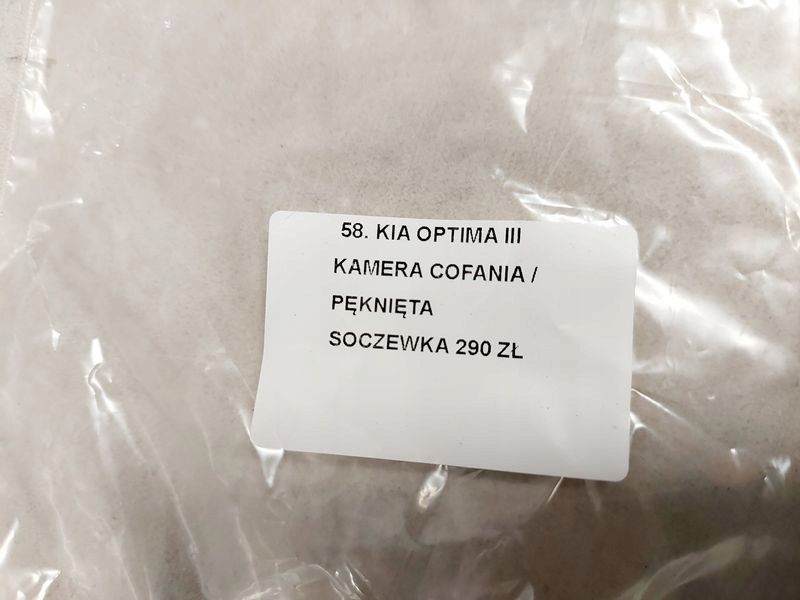 58. KIA OPTIMA III
KAMERA COFANIA /
PĘKNIĘTA
SOCZEWKA 290 ZŁ